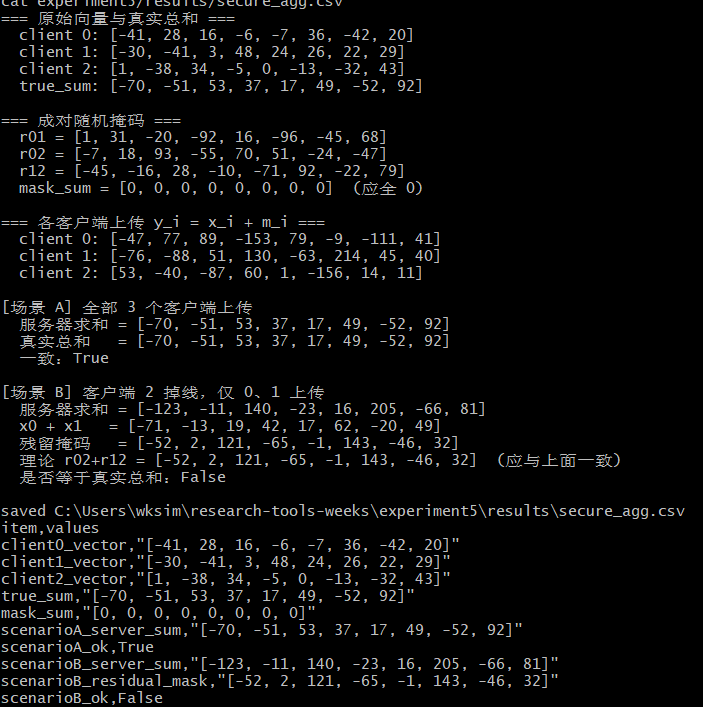 cat experiment5/results/secure_agg.csv
=== 原始向量与真实总和 ===
client 0: [-41, 28, 16, -6, -7, 36, -42, 20]
client 1: [-30, -41, 3, 48, 24, 26, 22, 29]
client 2: [1, -38, 34, -5, 0, -13, -32, 43]
true_sum: [-70, -51, 53, 37, 17, 49, -52, 92]
=== 成对随机掩码 ===
r01 = [1, 31, -20, -92, 16, -96, -45, 68]
r02 = [-7, 18, 93, -55, 70, 51, -24, -47]
r12 = [-45, -16, 28, -10, -71, 92, -22, 79]
mask_sum = [0, 0, 0, 0, 0, 0, 0, 0] （应全 0）
=== 各客户端上传 y_i = x_i + m_i ===
client 0: [-47, 77, 89, -153, 79, -9, -111, 41]
client 1: [-76, -88, 51, 130, -63, 214, 45, 40]
client 2: [53, -40, -87, 60, 1, -156, 14, 11]
[场景 A] 全部 3 个客户端上传
服务器求和 = [-70, -51, 53, 37, 17, 49, -52, 92]
真实总和 = [-70, -51, 53, 37, 17, 49, -52, 92]
一致: True
[场景 B] 客户端 2 掉线，仅 0、1 上传
服务器求和 = [-123, -11, 140, -23, 16, 205, -66, 81]
x0 + x1 = [-71, -13, 19, 42, 17, 62, -20, 49]
残留掩码 = [-52, 2, 121, -65, -1, 143, -46, 32]
理论 r02+r12 = [-52, 2, 121, -65, -1, 143, -46, 32] （应与上面一致）
是否等于真实总和: False
saved C:\Users\wksim\research-tools-weeks\experiment5\results\secure_agg.csv
item,values
client0_vector,"[-41, 28, 16, -6, -7, 36, -42, 20]"
client1_vector,"[-30, -41, 3, 48, 24, 26, 22, 29]"
client2_vector,"[1, -38, 34, -5, 0, -13, -32, 43]"
true_sum,"[-70, -51, 53, 37, 17, 49, -52, 92]"
mask_sum,"[0, 0, 0, 0, 0, 0, 0, 0]"
scenarioA_server_sum,"[-70, -51, 53, 37, 17, 49, -52, 92]"
scenarioA_ok,True
scenarioB_server_sum,"[-123, -11, 140, -23, 16, 205, -66, 81]"
scenarioB_residual_mask,"[-52, 2, 121, -65, -1, 143, -46, 32]"
scenarioB_ok,False